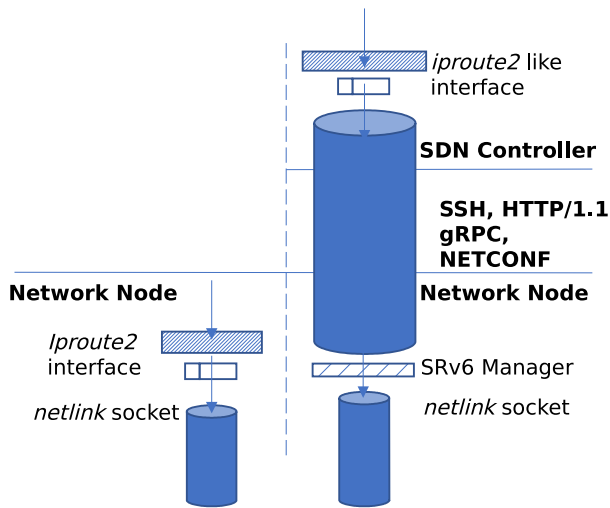 iproute2 like
interface
SDN Controller
SSH, HTTP/1.1
gRPC,
NETCONF
Network Node
Network Node
Iproute2
interface
SRv6 Manager
netlink socket
netlink socket